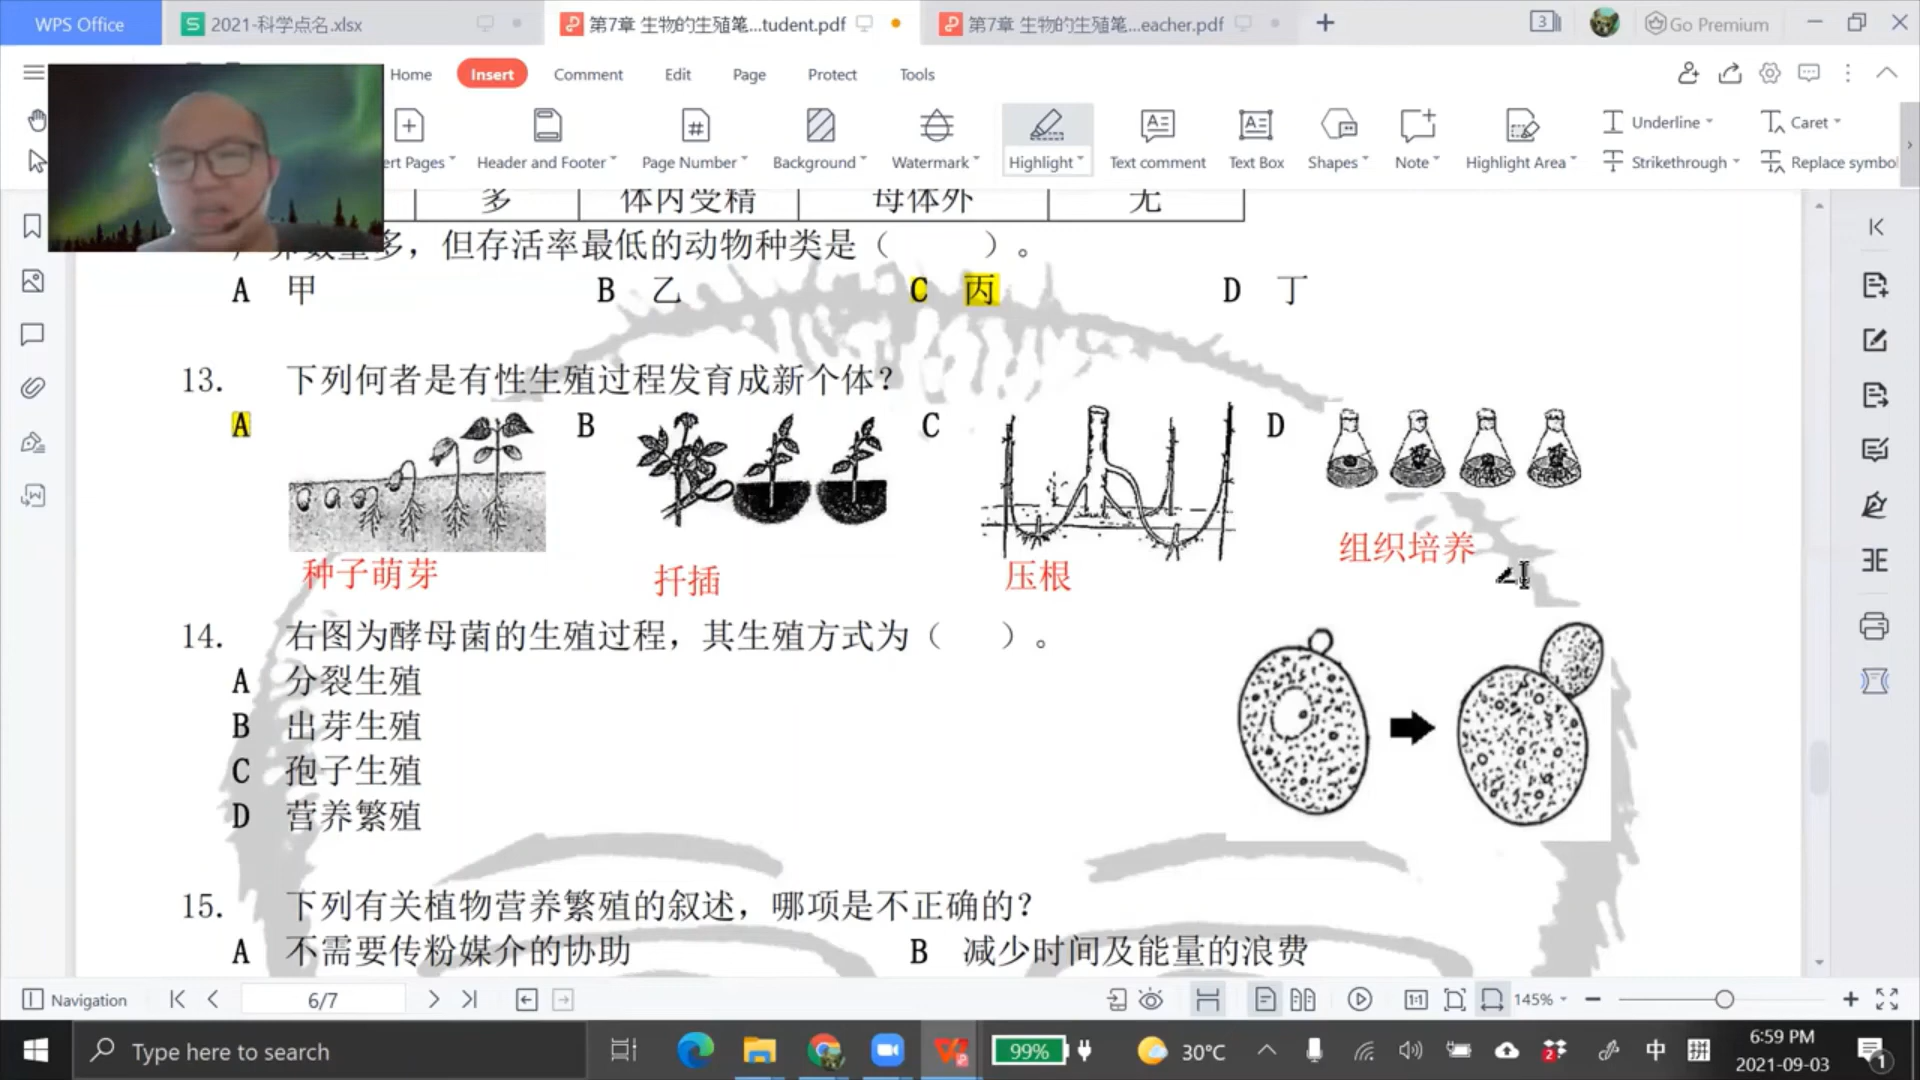 WPS Office
2021-科学点名.xlsx
第7章 生物的生殖笔...tudent.pdf
第7章 生物的生殖笔...eacher.pdf
3
Go Premium
Home
Insert
Comment
Edit
Page
Protect
Tools
ert Pages
Header and Footer
Page Number
Background
Watermark
Highlight
Text comment
Text Box
Shapes
Note
Highlight Area
Underline
Strikethrough
Caret
Replace symbol
多 体内受精 母体外 无
多，但存活率最低的动物种类是（ ）。
A 甲 B 乙 C 丙 D 丁
13. 下列何者是有性生殖过程发育成新个体？
A B C D
种子萌芽 扦插 压根 组织培养
14. 右图为酵母菌的生殖过程，其生殖方式为（ ）。
A 分裂生殖
B 出芽生殖
C 孢子生殖
D 营养繁殖
15. 下列有关植物营养繁殖的叙述，哪项是不正确的？
A 不需要传粉媒介的协助 B 减少时间及能量的浪费
Navigation
6/7
1:1
145%
Type here to search
99%
30°C
2
中
拼
6:59 PM
2021-09-03
1